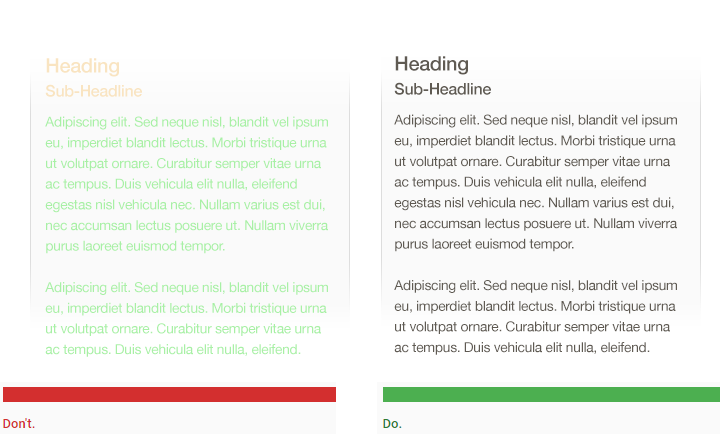 Heading
Sub-Headline
Adipiscing elit. Sed neque nisl, blandit vel ipsum
eu, imperdiet blandit lectus. Morbi tristique urna
ut volutpat ornare. Curabitur semper vitae urna
ac tempus. Duis vehicula elit nulla, eleifend
egestas nisl vehicula nec. Nullam varius est dui,
nec accumsan lectus posuere ut. Nullam viverra
purus laoreet euismod tempor.
Adipiscing elit. Sed neque nisl, blandit vel ipsum
eu, imperdiet blandit lectus. Morbi tristique urna
ut volutpat ornare. Curabitur semper vitae urna
ac tempus. Duis vehicula elit nulla, eleifend.
Don't.
Heading
Sub-Headline
Adipiscing elit. Sed neque nisl, blandit vel ipsum
eu, imperdiet blandit lectus. Morbi tristique urna
ut volutpat ornare. Curabitur semper vitae urna
ac tempus. Duis vehicula elit nulla, eleifend
egestas nisl vehicula nec. Nullam varius est dui,
nec accumsan lectus posuere ut. Nullam viverra
purus laoreet euismod tempor.
Adipiscing elit. Sed neque nisl, blandit vel ipsum
eu, imperdiet blandit lectus. Morbi tristique urna
ut volutpat ornare. Curabitur semper vitae urna
ac tempus. Duis vehicula elit nulla, eleifend.
Do.